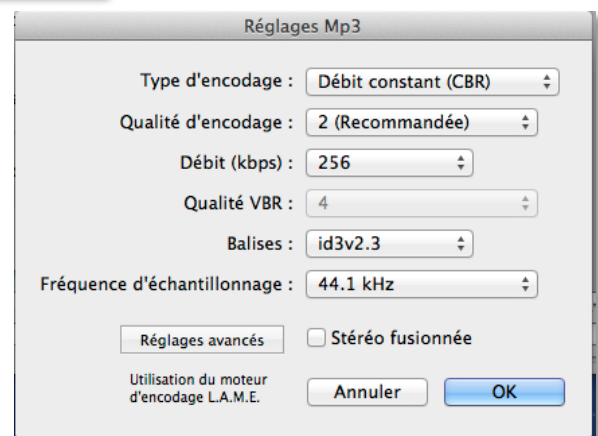 Réglages Mp3
Type d'encodage : Débit constant (CBR)
Qualité d'encodage : 2 (Recommandée)
Débit (kbps) : 256
Qualité VBR : 4
Balises : id3v2.3
Fréquence d'échantillonnage : 44.1 kHz
Réglages avancés Stéréo fusionnée
Utilisation du moteur
d'encodage L.A.M.E.
Annuler OK